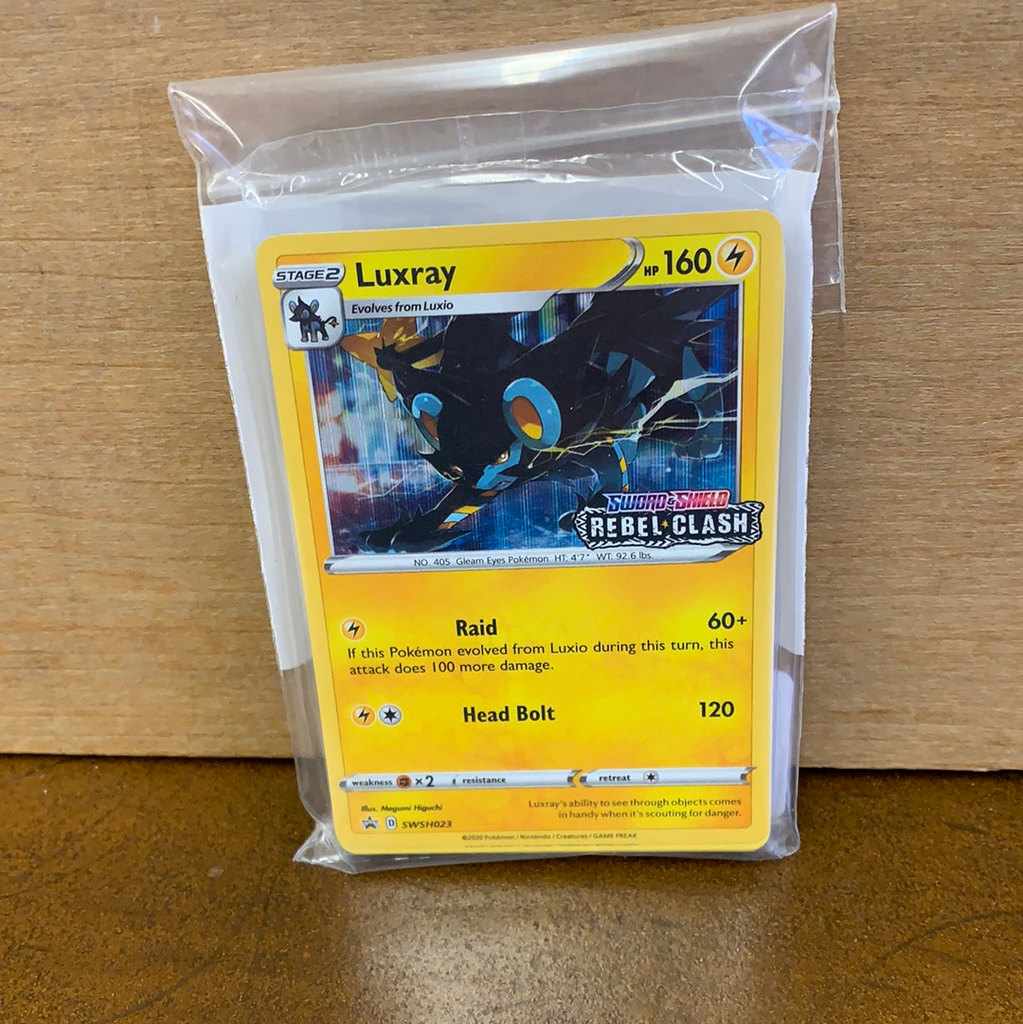 STAGE 2 Luxray HP 160
Evolves from Luxio
SWORD & SHIELD
REBEL CLASH
NO. 405 Gleam Eyes Pokémon HT: 4'7" WT: 92.6 lbs.
Raid 60+
If this Pokémon evolved from Luxio during this turn, this
attack does 100 more damage.
Head Bolt 120
weakness ×2 resistance retreat
Illus. Megumi Higuchi
D SWSH023
Luxray's ability to see through objects comes
in handy when it's scouting for danger.
©2020 Pokémon / Nintendo / Creatures / GAME FREAK